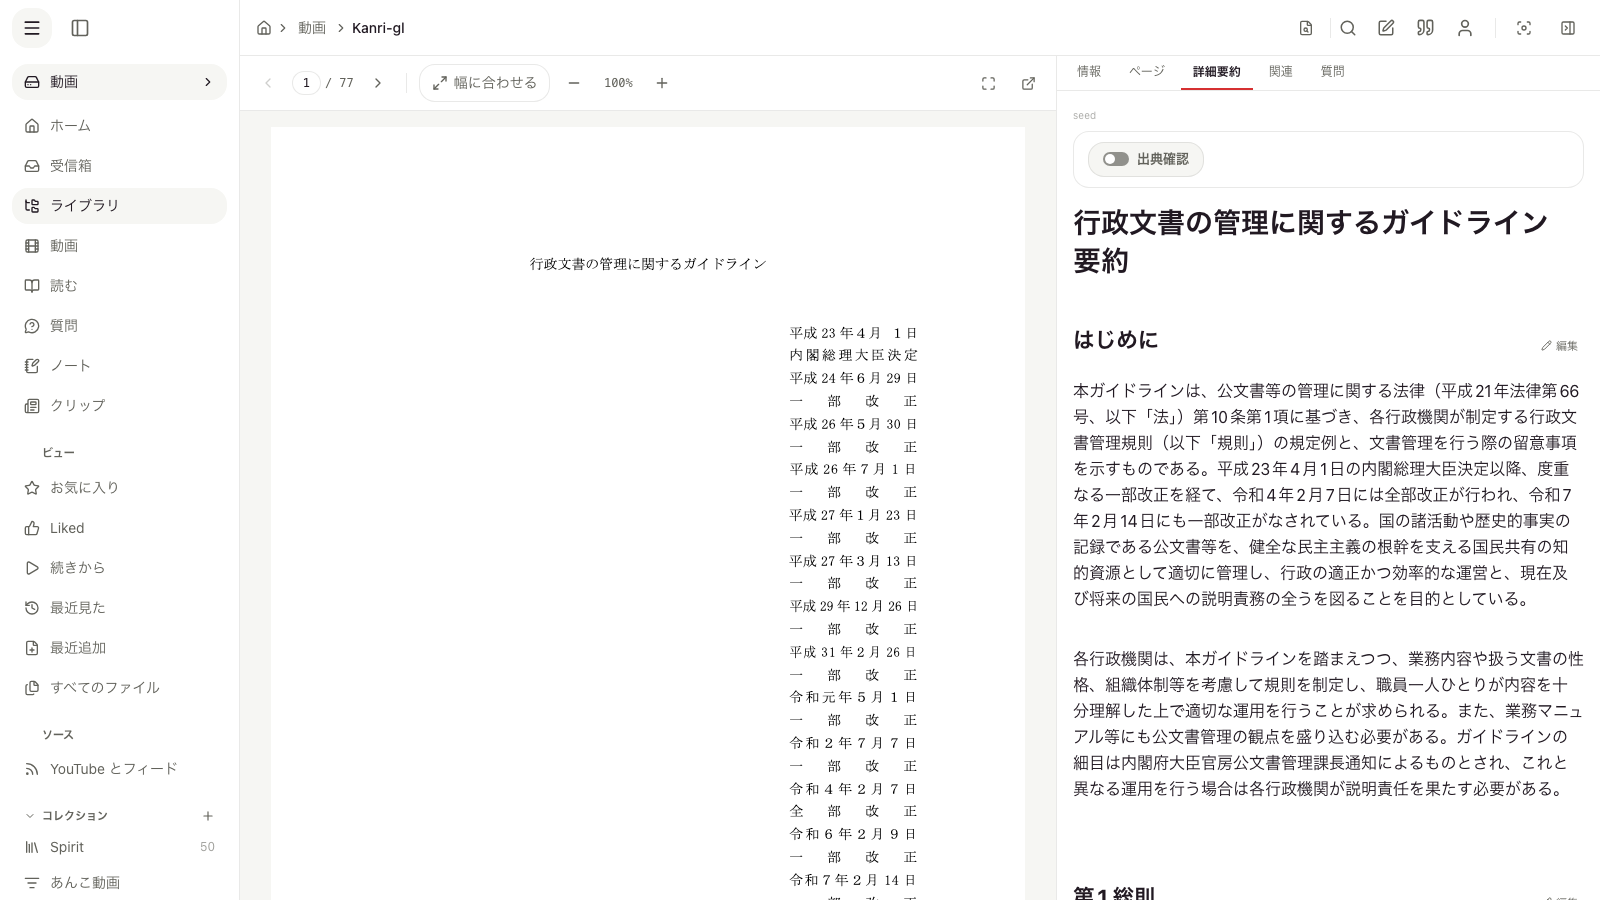 動画
ホーム
受信箱
ライブラリ
動画
読む
質問
ノート
クリップ
ビュー
お気に入り
Liked
続きから
最近見た
最近追加
すべてのファイル
ソース
YouTube とフィード
コレクション
Spirit 50
あんこ動画
動画 Kanri-gl
1 / 77 幅に合わせる 100%
行政文書の管理に関するガイドライン
平成 23 年 4 月 1 日
内閣総理大臣決定
平成 24 年 6 月 29 日
一部改正
平成 26 年 5 月 30 日
一部改正
平成 26 年 7 月 1 日
一部改正
平成 27 年 1 月 23 日
一部改正
平成 27 年 3 月 13 日
一部改正
平成 29 年 12 月 26 日
一部改正
平成 31 年 2 月 26 日
一部改正
令和元年 5 月 1 日
一部改正
令和 2 年 7 月 7 日
一部改正
令和 4 年 2 月 7 日
全部改正
令和 6 年 2 月 9 日
一部改正
令和 7 年 2 月 14 日
一部改正
情報 ページ 詳細要約 関連 質問
seed
出典確認
行政文書の管理に関するガイドライン
要約
はじめに
編集
本ガイドラインは、公文書等の管理に関する法律（平成21年法律第66
号、以下「法」）第10条第1項に基づき、各行政機関が制定する行政文
書管理規則（以下「規則」）の規定例と、文書管理を行う際の留意事項
を示すものである。平成23年4月1日の内閣総理大臣決定以降、度重
なる一部改正を経て、令和4年2月7日には全部改正が行われ、令和7
年2月14日にも一部改正がなされている。国の諸活動や歴史的事実の
記録である公文書等を、健全な民主主義の根幹を支える国民共有の知
的資源として適切に管理し、行政の適正かつ効率的な運営と、現在及
び将来の国民への説明責務の全うを図ることを目的としている。
各行政機関は、本ガイドラインを踏まえつつ、業務内容や扱う文書の性
格、組織体制等を考慮して規則を制定し、職員一人ひとりが内容を十
分理解した上で適切な運用を行うことが求められる。また、業務マニュ
アル等にも公文書管理の観点を盛り込む必要がある。ガイドラインの
細目は内閣府大臣官房公文書管理課長通知によるものとされ、これと
異なる運用を行う場合は各行政機関が説明責任を果たす必要がある。
第1総則
編集